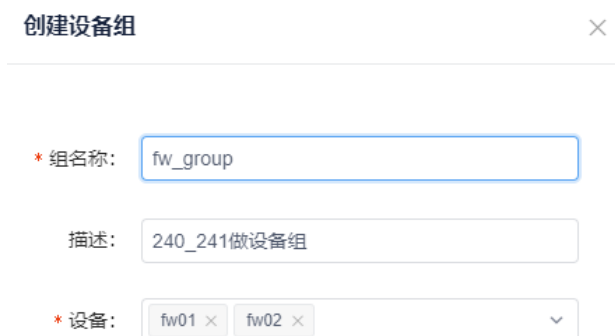 创建设备组
* 组名称： fw_group
描述： 240_241做设备组
* 设备： fw01 fw02